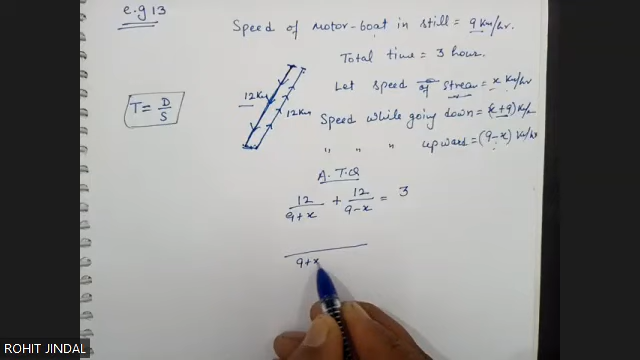 e.g 13
Speed of motor-boat in still = 9 Km/hr.
Total time = 3 hour.
Let speed of stream = x Km/hr
12 Km
12 Km
T = D/S
Speed while going down = (x+9) Km/h
" " " upward = (9-x) Km/hr
A.T.Q
12/(9+x) + 12/(9-x) = 3
9+x
ROHIT JINDAL